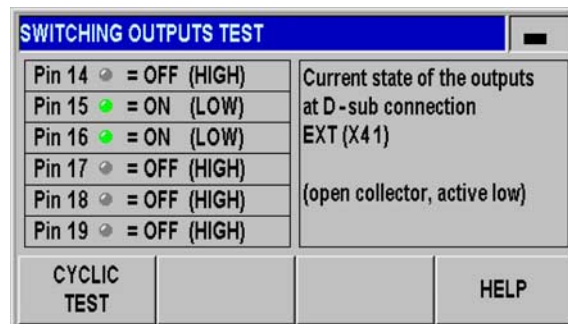 SWITCHING OUTPUTS TEST
Pin 14 = OFF (HIGH)
Pin 15 = ON (LOW)
Pin 16 = ON (LOW)
Pin 17 = OFF (HIGH)
Pin 18 = OFF (HIGH)
Pin 19 = OFF (HIGH)
Current state of the outputs
at D-sub connection
EXT (X41)
(open collector, active low)
CYCLIC
TEST
HELP